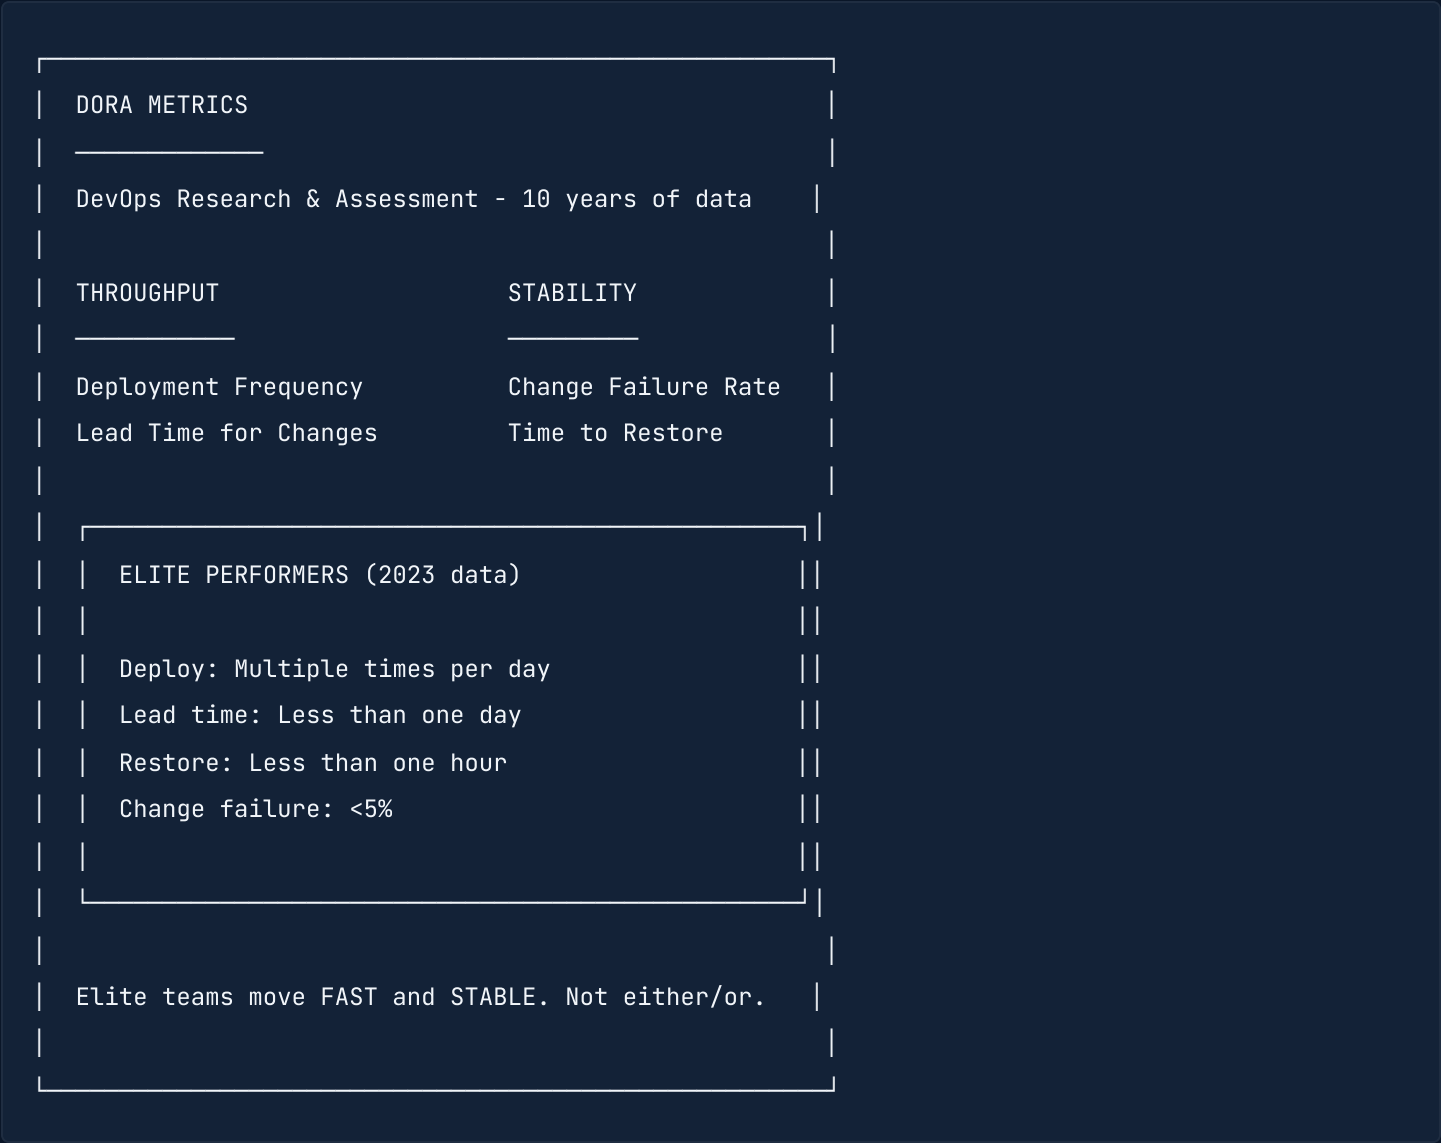 DORA METRICS
DevOps Research & Assessment - 10 years of data
THROUGHPUT STABILITY
Deployment Frequency Change Failure Rate
Lead Time for Changes Time to Restore
ELITE PERFORMERS (2023 data)
Deploy: Multiple times per day
Lead time: Less than one day
Restore: Less than one hour
Change failure: <5%
Elite teams move FAST and STABLE. Not either/or.